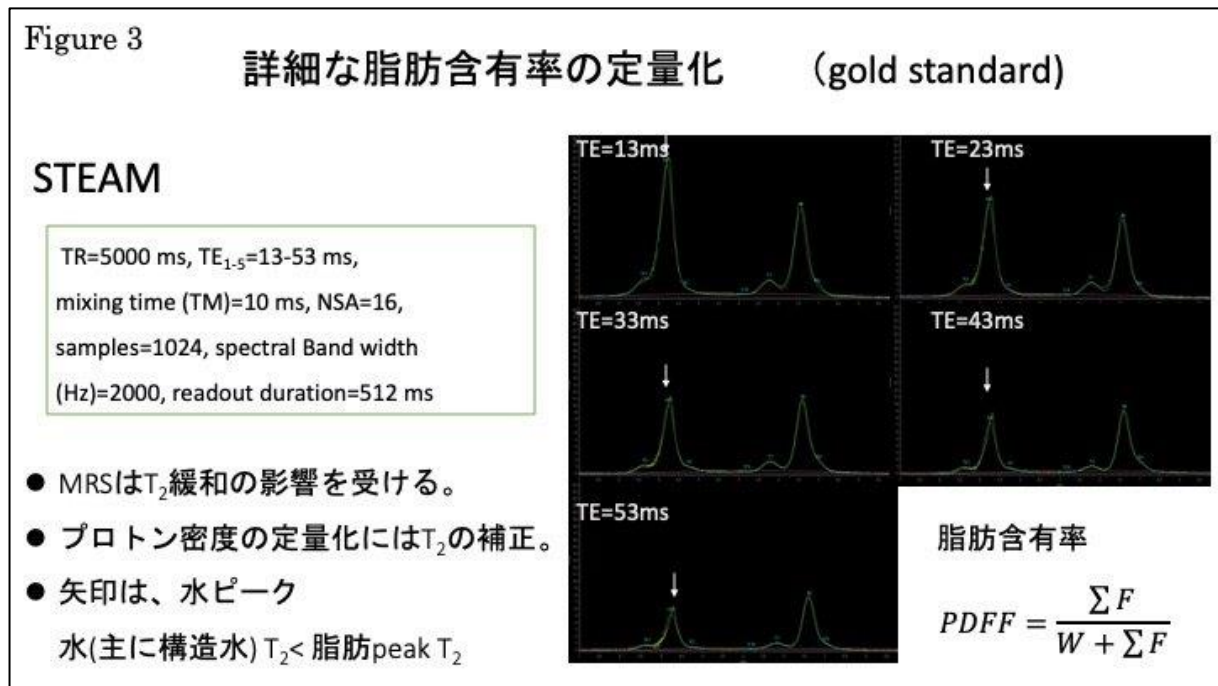 Figure 3
詳細な脂肪含有率の定量化 （gold standard)
STEAM
TR=5000 ms, TE1-5=13-53 ms,
mixing time (TM)=10 ms, NSA=16,
samples=1024, spectral Band width
(Hz)=2000, readout duration=512 ms
● MRSはT2緩和の影響を受ける。
● プロトン密度の定量化にはT2の補正。
● 矢印は、水ピーク
水(主に構造水) T2< 脂肪peak T2
TE=13ms
TE=23ms
TE=33ms
TE=43ms
TE=53ms
脂肪含有率
PDFF = ∑ F / W + ∑ F